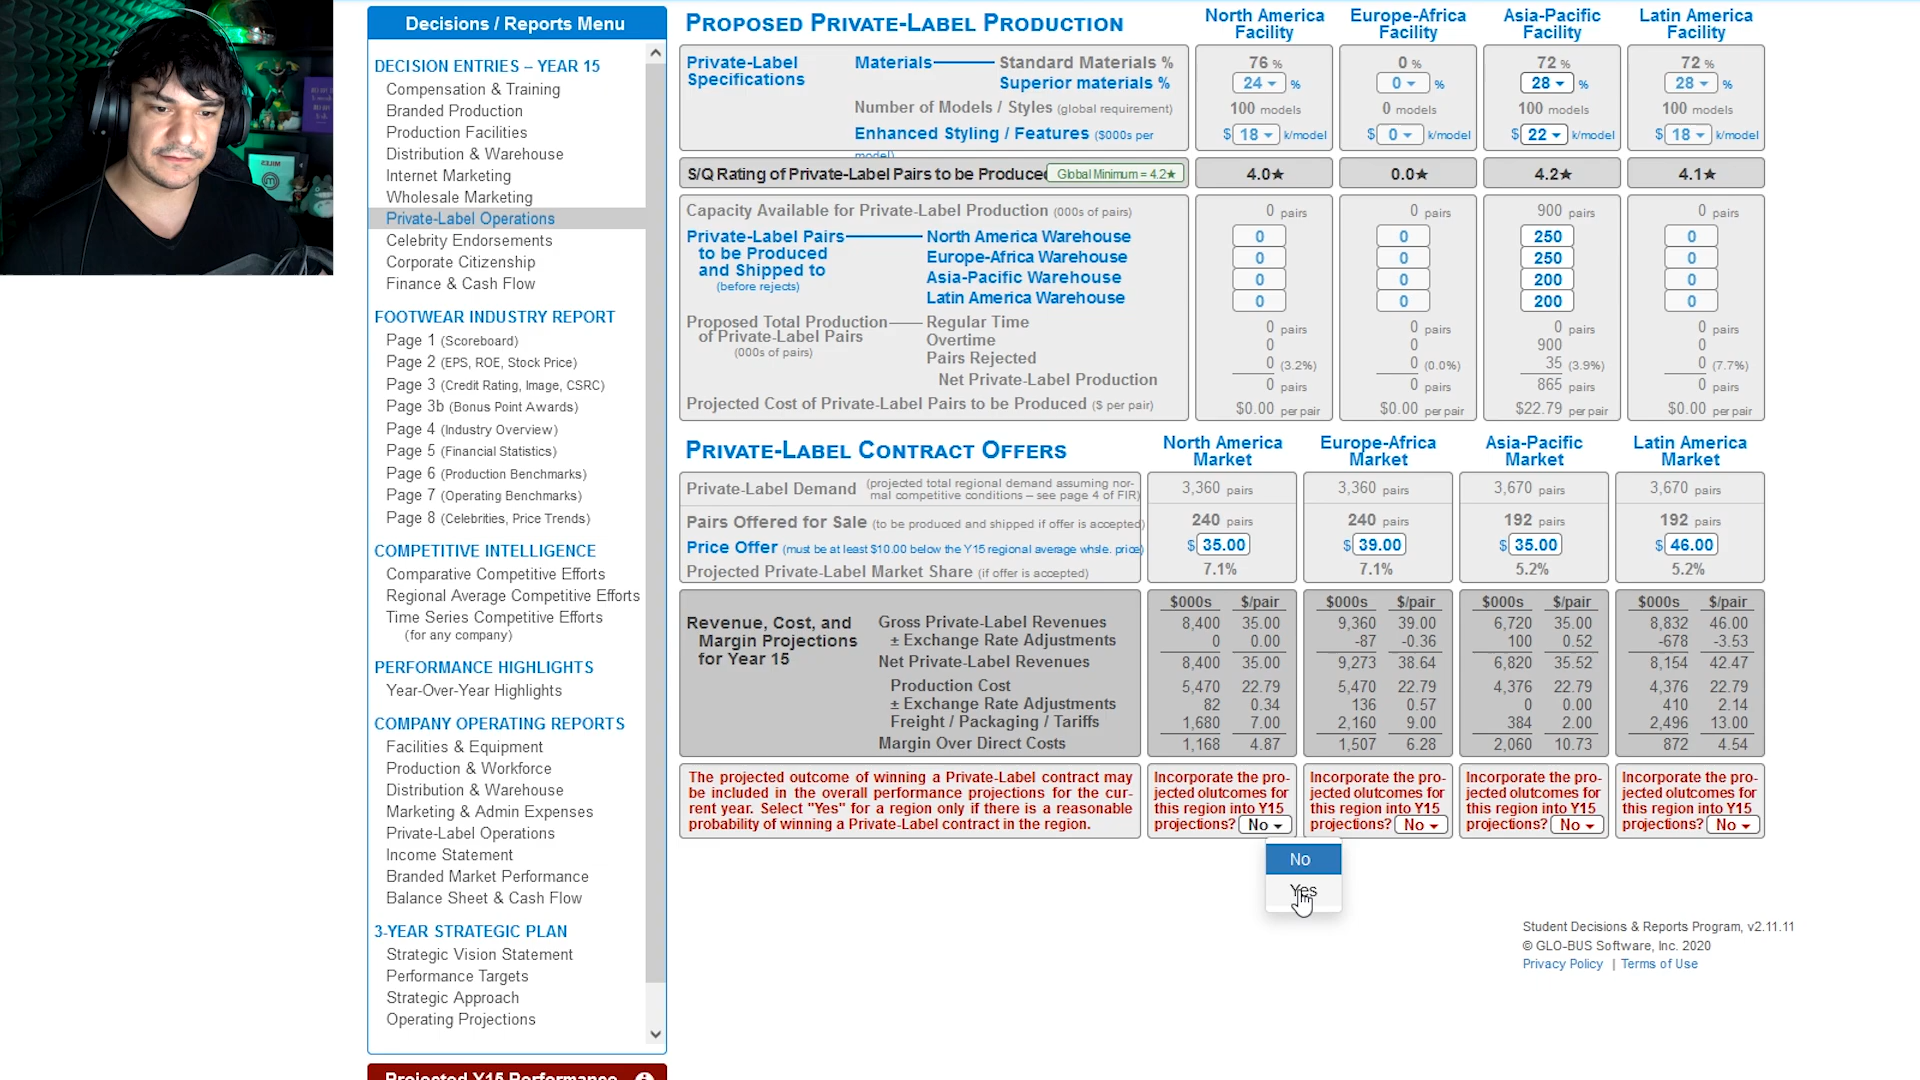 Decisions / Reports Menu
DECISION ENTRIES – YEAR 15
Compensation & Training
Branded Production
Production Facilities
Distribution & Warehouse
Internet Marketing
Wholesale Marketing
Private-Label Operations
Celebrity Endorsements
Corporate Citizenship
Finance & Cash Flow
FOOTWEAR INDUSTRY REPORT
Page 1 (Scoreboard)
Page 2 (EPS, ROE, Stock Price)
Page 3 (Credit Rating, Image, CSRC)
Page 3b (Bonus Point Awards)
Page 4 (Industry Overview)
Page 5 (Financial Statistics)
Page 6 (Production Benchmarks)
Page 7 (Operating Benchmarks)
Page 8 (Celebrities, Price Trends)
COMPETITIVE INTELLIGENCE
Comparative Competitive Efforts
Regional Average Competitive Efforts
Time Series Competitive Efforts
(for any company)
PERFORMANCE HIGHLIGHTS
Year-Over-Year Highlights
COMPANY OPERATING REPORTS
Facilities & Equipment
Production & Workforce
Distribution & Warehouse
Marketing & Admin Expenses
Private-Label Operations
Income Statement
Branded Market Performance
Balance Sheet & Cash Flow
3-YEAR STRATEGIC PLAN
Strategic Vision Statement
Performance Targets
Strategic Approach
Operating Projections
Projected Y15 Performance
PROPOSED PRIVATE-LABEL PRODUCTION
North America Facility Europe-Africa Facility Asia-Pacific Facility Latin America Facility
Private-Label Specifications
Materials Standard Materials % 76 % 0 % 72 % 72 %
Superior materials % 24 % 0 % 28 % 28 %
Number of Models / Styles (global requirement) 100 models 0 models 100 models 100 models
Enhanced Styling / Features ($000s per model) $ 18 k/model $ 0 k/model $ 22 k/model $ 18 k/model
S/Q Rating of Private-Label Pairs to be Produced Global Minimum = 4.2★ 4.0★ 0.0★ 4.2★ 4.1★
Capacity Available for Private-Label Production (000s of pairs) 0 pairs 0 pairs 900 pairs 0 pairs
Private-Label Pairs to be Produced and Shipped to (before rejects)
North America Warehouse 0 0 250 0
Europe-Africa Warehouse 0 0 250 0
Asia-Pacific Warehouse 0 0 200 0
Latin America Warehouse 0 0 200 0
Proposed Total Production of Private-Label Pairs (000s of pairs)
Regular Time 0 pairs 0 pairs 0 pairs 0 pairs
Overtime 0 0 900 0
Pairs Rejected 0 (3.2%) 0 (0.0%) 35 (3.9%) 0 (7.7%)
Net Private-Label Production 0 pairs 0 pairs 865 pairs 0 pairs
Projected Cost of Private-Label Pairs to be Produced ($ per pair) $0.00 per pair $0.00 per pair $22.79 per pair $0.00 per pair
PRIVATE-LABEL CONTRACT OFFERS
North America Market Europe-Africa Market Asia-Pacific Market Latin America Market
Private-Label Demand (projected total regional demand assuming normal competitive conditions – see page 4 of FIR) 3,360 pairs 3,360 pairs 3,670 pairs 3,670 pairs
Pairs Offered for Sale (to be produced and shipped if offer is accepted) 240 pairs 240 pairs 192 pairs 192 pairs
Price Offer (must be at least $10.00 below the Y15 regional average whsle. price) $ 35.00 $ 39.00 $ 35.00 $ 46.00
Projected Private-Label Market Share (if offer is accepted) 7.1% 7.1% 5.2% 5.2%
Revenue, Cost, and Margin Projections for Year 15
$000s $/pair $000s $/pair $000s $/pair $000s $/pair
Gross Private-Label Revenues 8,400 35.00 9,360 39.00 6,720 35.00 8,832 46.00
± Exchange Rate Adjustments 0 0.00 -87 -0.36 100 0.52 -678 -3.53
Net Private-Label Revenues 8,400 35.00 9,273 38.64 6,820 35.52 8,154 42.47
Production Cost 5,470 22.79 5,470 22.79 4,376 22.79 4,376 22.79
± Exchange Rate Adjustments 82 0.34 136 0.57 0 0.00 410 2.14
Freight / Packaging / Tariffs 1,680 7.00 2,160 9.00 384 2.00 2,496 13.00
Margin Over Direct Costs 1,168 4.87 1,507 6.28 2,060 10.73 872 4.54
The projected outcome of winning a Private-Label contract may
be included in the overall performance projections for the cur-
rent year. Select "Yes" for a region only if there is a reasonable
probability of winning a Private-Label contract in the region.
Incorporate the pro-
jected olutcomes for
this region into Y15
projections? No
Incorporate the pro-
jected olutcomes for
this region into Y15
projections? No
Incorporate the pro-
jected olutcomes for
this region into Y15
projections? No
Incorporate the pro-
jected olutcomes for
this region into Y15
projections? No
No
Yes
Student Decisions & Reports Program, v2.11.11
© GLO-BUS Software, Inc. 2020
Privacy Policy | Terms of Use